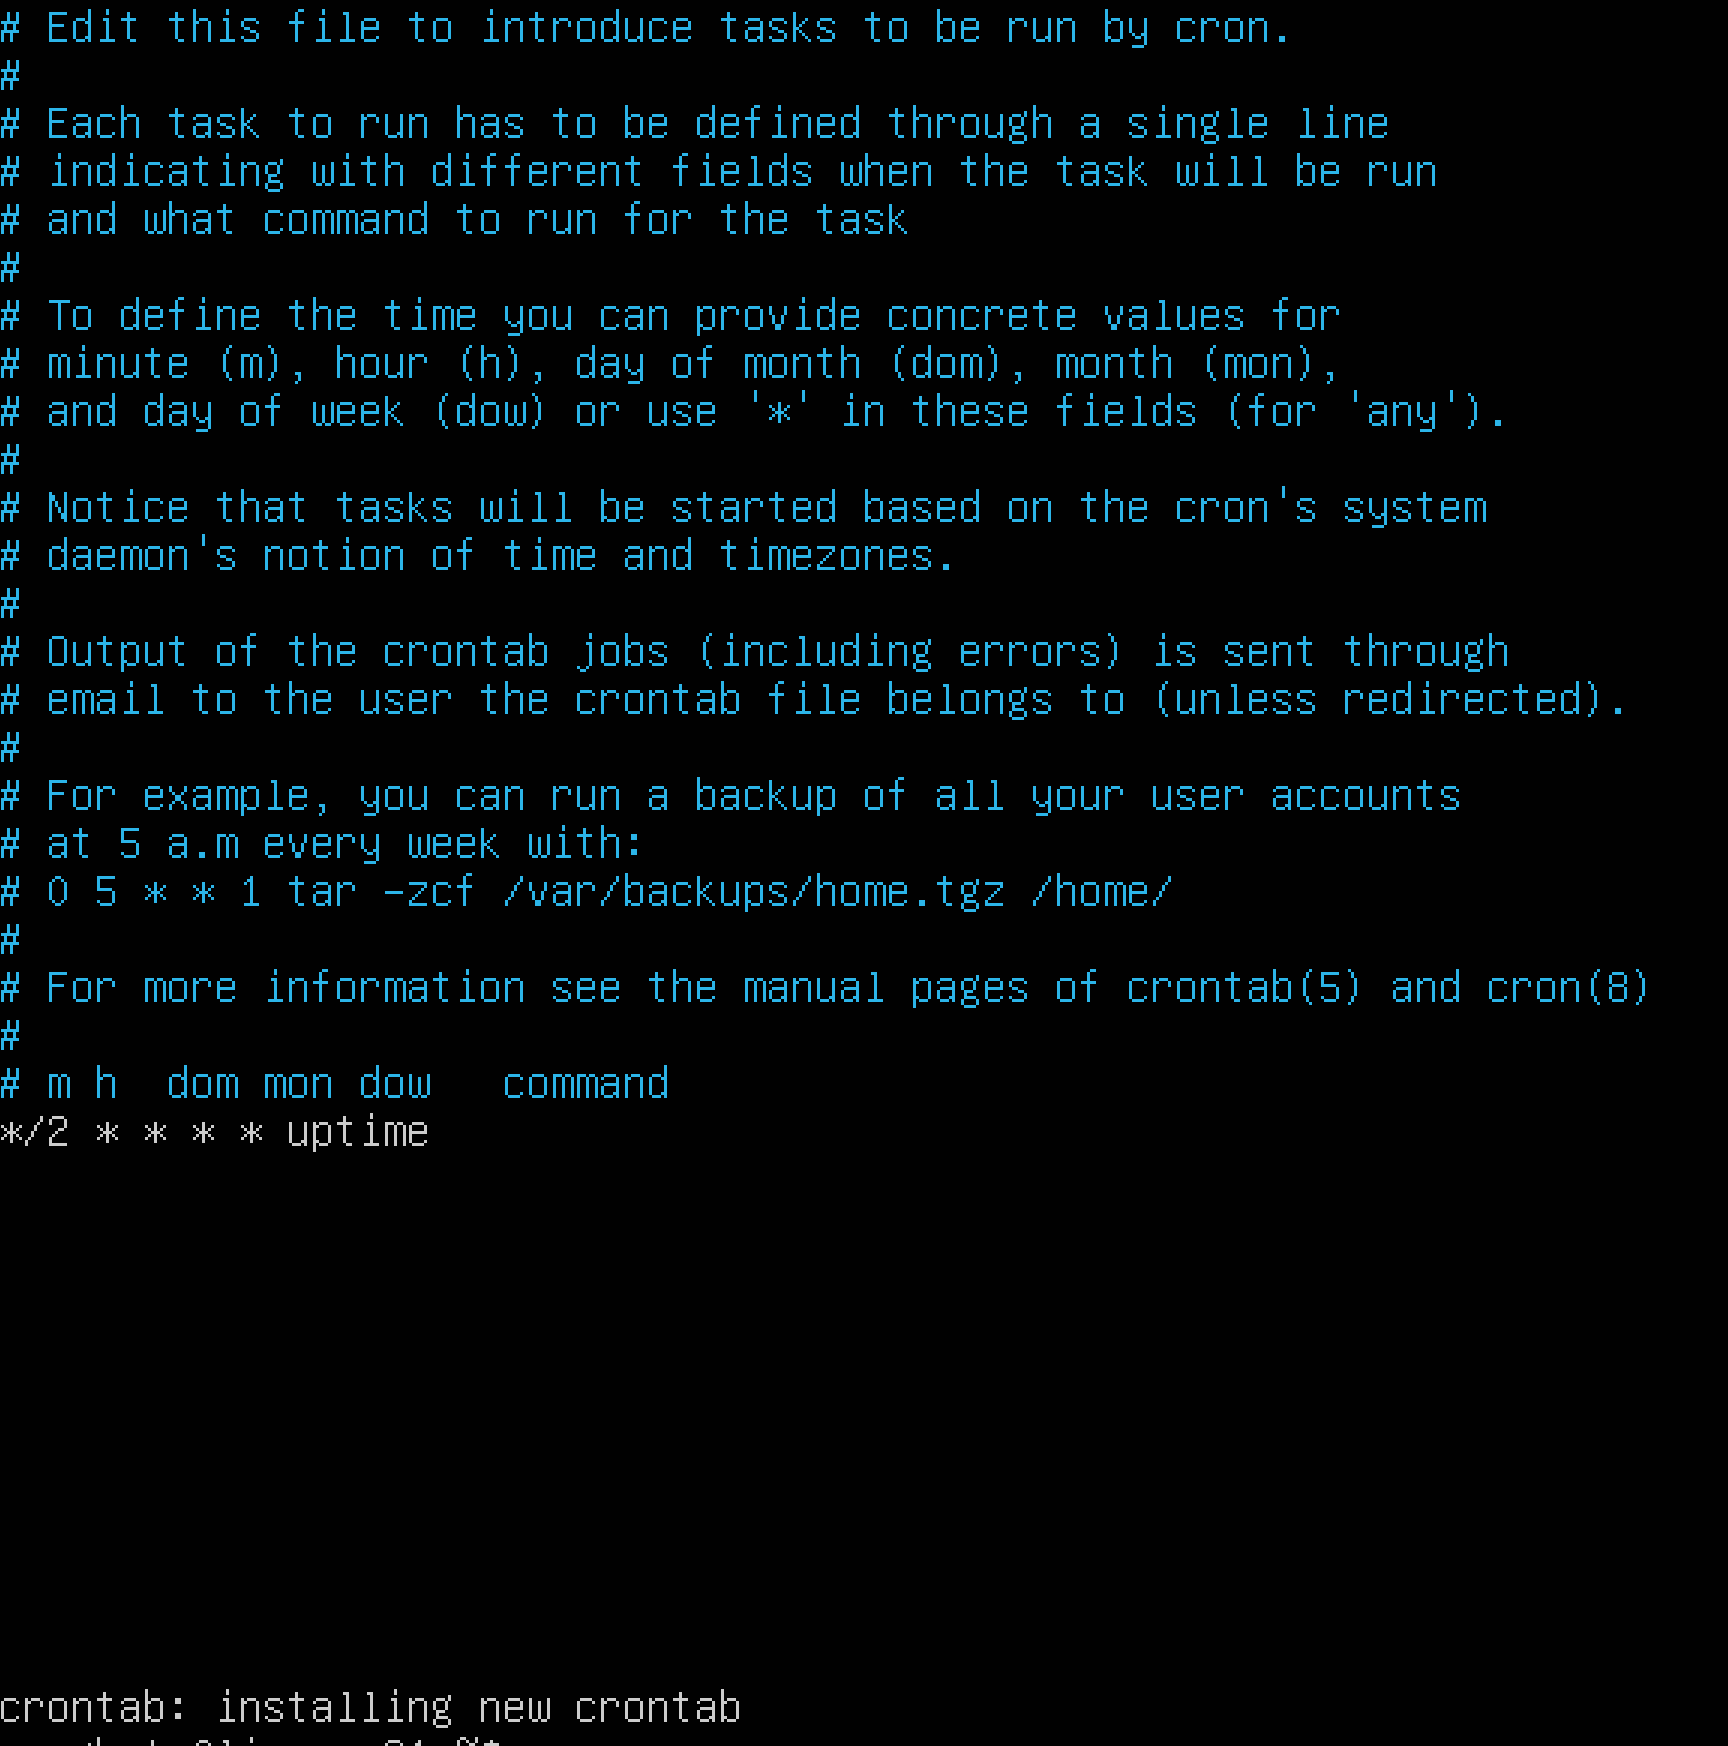 # Edit this file to introduce tasks to be run by cron.
#
# Each task to run has to be defined through a single line
# indicating with different fields when the task will be run
# and what command to run for the task
#
# To define the time you can provide concrete values for
# minute (m), hour (h), day of month (dom), month (mon),
# and day of week (dow) or use '*' in these fields (for 'any').
#
# Notice that tasks will be started based on the cron's system
# daemon's notion of time and timezones.
#
# Output of the crontab jobs (including errors) is sent through
# email to the user the crontab file belongs to (unless redirected).
#
# For example, you can run a backup of all your user accounts
# at 5 a.m every week with:
# 0 5 * * 1 tar -zcf /var/backups/home.tgz /home/
#
# For more information see the manual pages of crontab(5) and cron(8)
#
# m h  dom mon dow   command
*/2 * * * * uptime
crontab: installing new crontab